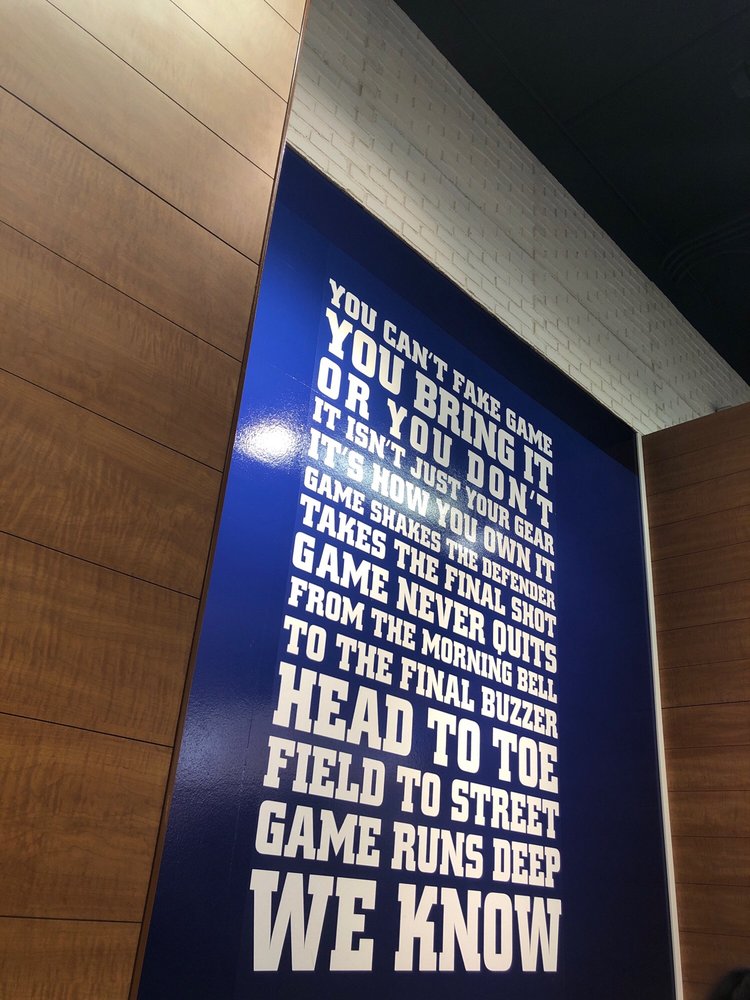 YOU CAN'T FAKE GAME
YOU BRING IT
OR YOU DON'T
IT ISN'T JUST YOUR GEAR
IT'S HOW YOU OWN IT
GAME SHAKES THE DEFENDER
TAKES THE FINAL SHOT
GAME NEVER QUITS
FROM THE MORNING BELL
TO THE FINAL BUZZER
HEAD TO TOE
FIELD TO STREET
GAME RUNS DEEP
WE KNOW